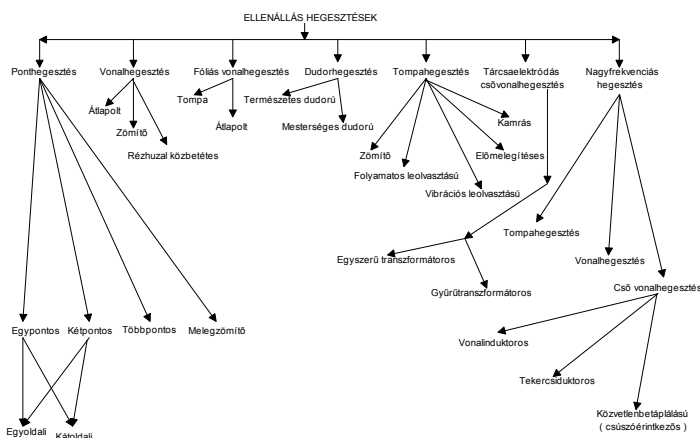 ELLENÁLLÁS HEGESZTÉSEK
Ponthegesztés
Vonalhegesztés
Fóliás vonalhegesztés
Dudorhegesztés
Tompahegesztés
Tárcsaelektródás
csővonalhegesztés
Nagyfrekvenciás
hegesztés
Átlapolt
Zömítő
Rézhuzal közbetétes
Tompa
Átlapolt
Természetes dudorú
Mesterséges dudorú
Kamrás
Zömítő
Előmelegítéses
Folyamatos leolvasztású
Vibrációs leolvasztású
Tompahegesztés
Egyszerű transzformátoros
Vonalhegesztés
Gyűrűtranszformátoros
Cső vonalhegesztés
Egypontos
Kétpontos
Többpontos
Melegzömítő
Vonalinduktoros
Tekercsiduktoros
Közvetlenbetáplálású
( csúszóérintkezős )
Egyoldali
Kátoldali